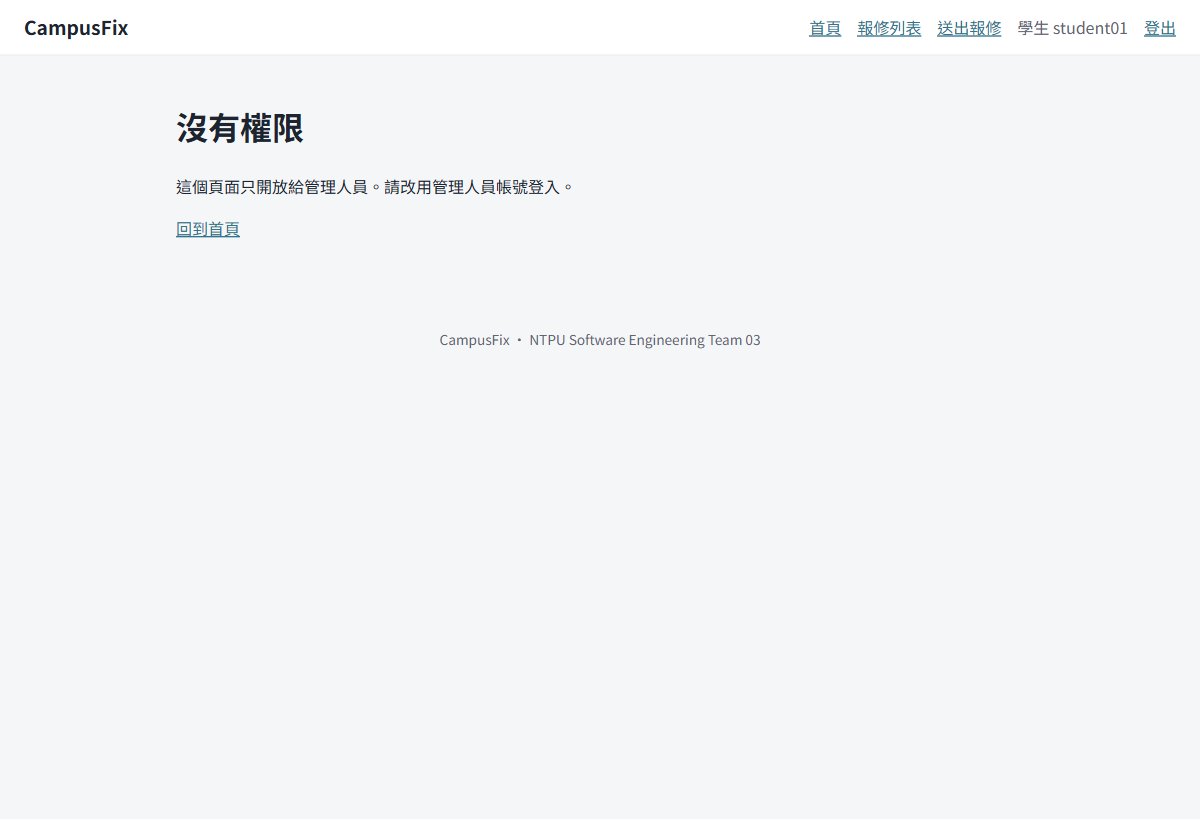 CampusFix
首頁 報修列表 送出報修 學生 student01 登出
沒有權限
這個頁面只開放給管理人員。請改用管理人員帳號登入。
回到首頁
CampusFix ・ NTPU Software Engineering Team 03